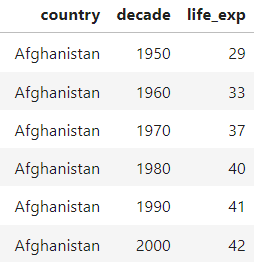 country decade life_exp
Afghanistan 1950 29
Afghanistan 1960 33
Afghanistan 1970 37
Afghanistan 1980 40
Afghanistan 1990 41
Afghanistan 2000 42